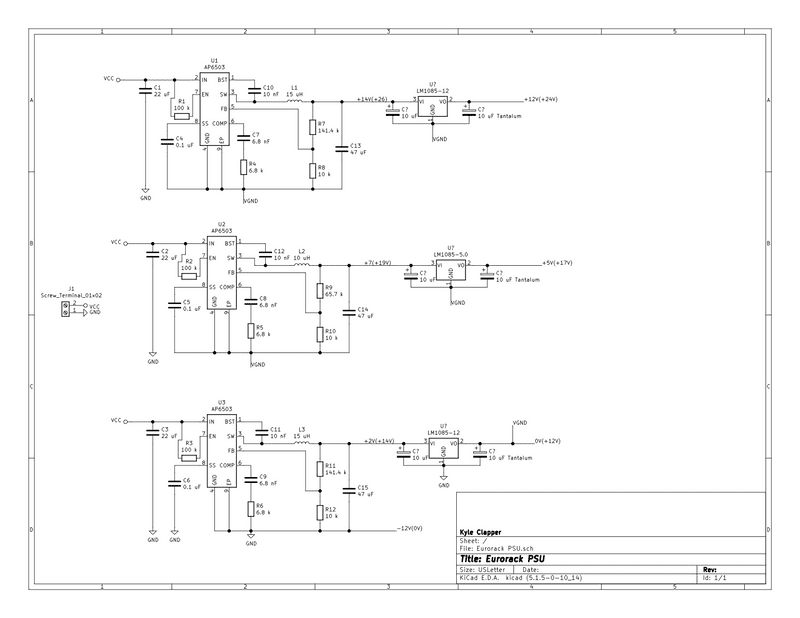 1 2 3 4 5
A
B
C
D
U1
AP6503
VCC
2 IN BST 1
7 EN SW 3
FB 5
8 SS COMP 6
GND
EP
4 9
C1
22 uF
R1
100 k
C4
0.1 uF
C10
10 nF
L1
15 uH
C7
6.8 nF
R4
6.8 k
R7
141.4 k
R8
10 k
C13
47 uF
GND
VGND
+14V(+26)
U?
LM1085-12
3 VI VO 2
GND
1
C?
10 uF
C?
10 uF Tantalum
VGND
+12V(+24V)
U2
AP6503
VCC
2 IN BST 1
7 EN SW 3
FB 5
8 SS COMP 6
GND
EP
4 9
C2
22 uF
R2
100 k
C5
0.1 uF
C12
10 nF
L2
10 uH
C8
6.8 nF
R5
6.8 k
R9
65.7 k
R10
10 k
C14
47 uF
GND
VGND
+7(+19V)
U?
LM1085-5.0
3 VI VO 2
GND
1
C?
10 uF
C?
10 uF Tantalum
VGND
+5V(+17V)
J1
Screw_Terminal_01x02
2 VCC
1 GND
U3
AP6503
VCC
2 IN BST 1
7 EN SW 3
FB 5
8 SS COMP 6
GND
EP
4 9
C3
22 uF
R3
100 k
C6
0.1 uF
C11
10 nF
L3
15 uH
C9
6.8 nF
R6
6.8 k
R11
141.4 k
R12
10 k
C15
47 uF
GND
GND
GND
-12V(0V)
+2V(+14V)
U?
LM1085-12
3 VI VO 2
GND
1
C?
10 uF
C?
10 uF Tantalum
GND
VGND
0V(+12V)
Kyle Clapper
Sheet: /
File: Eurorack PSU.sch
Title: Eurorack PSU
Size: USLetter Date: Rev:
KiCad E.D.A. kicad (5.1.5-0-10_14) Id: 1/1
A
B
C
D
1 2 3 4 5